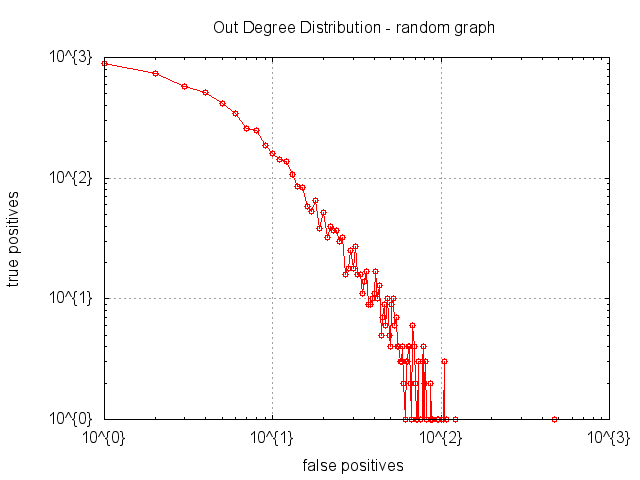 Out Degree Distribution - random graph
10^{3}
10^{2}
10^{1}
10^{0}
true positives
10^{0} 10^{1} 10^{2} 10^{3}
false positives